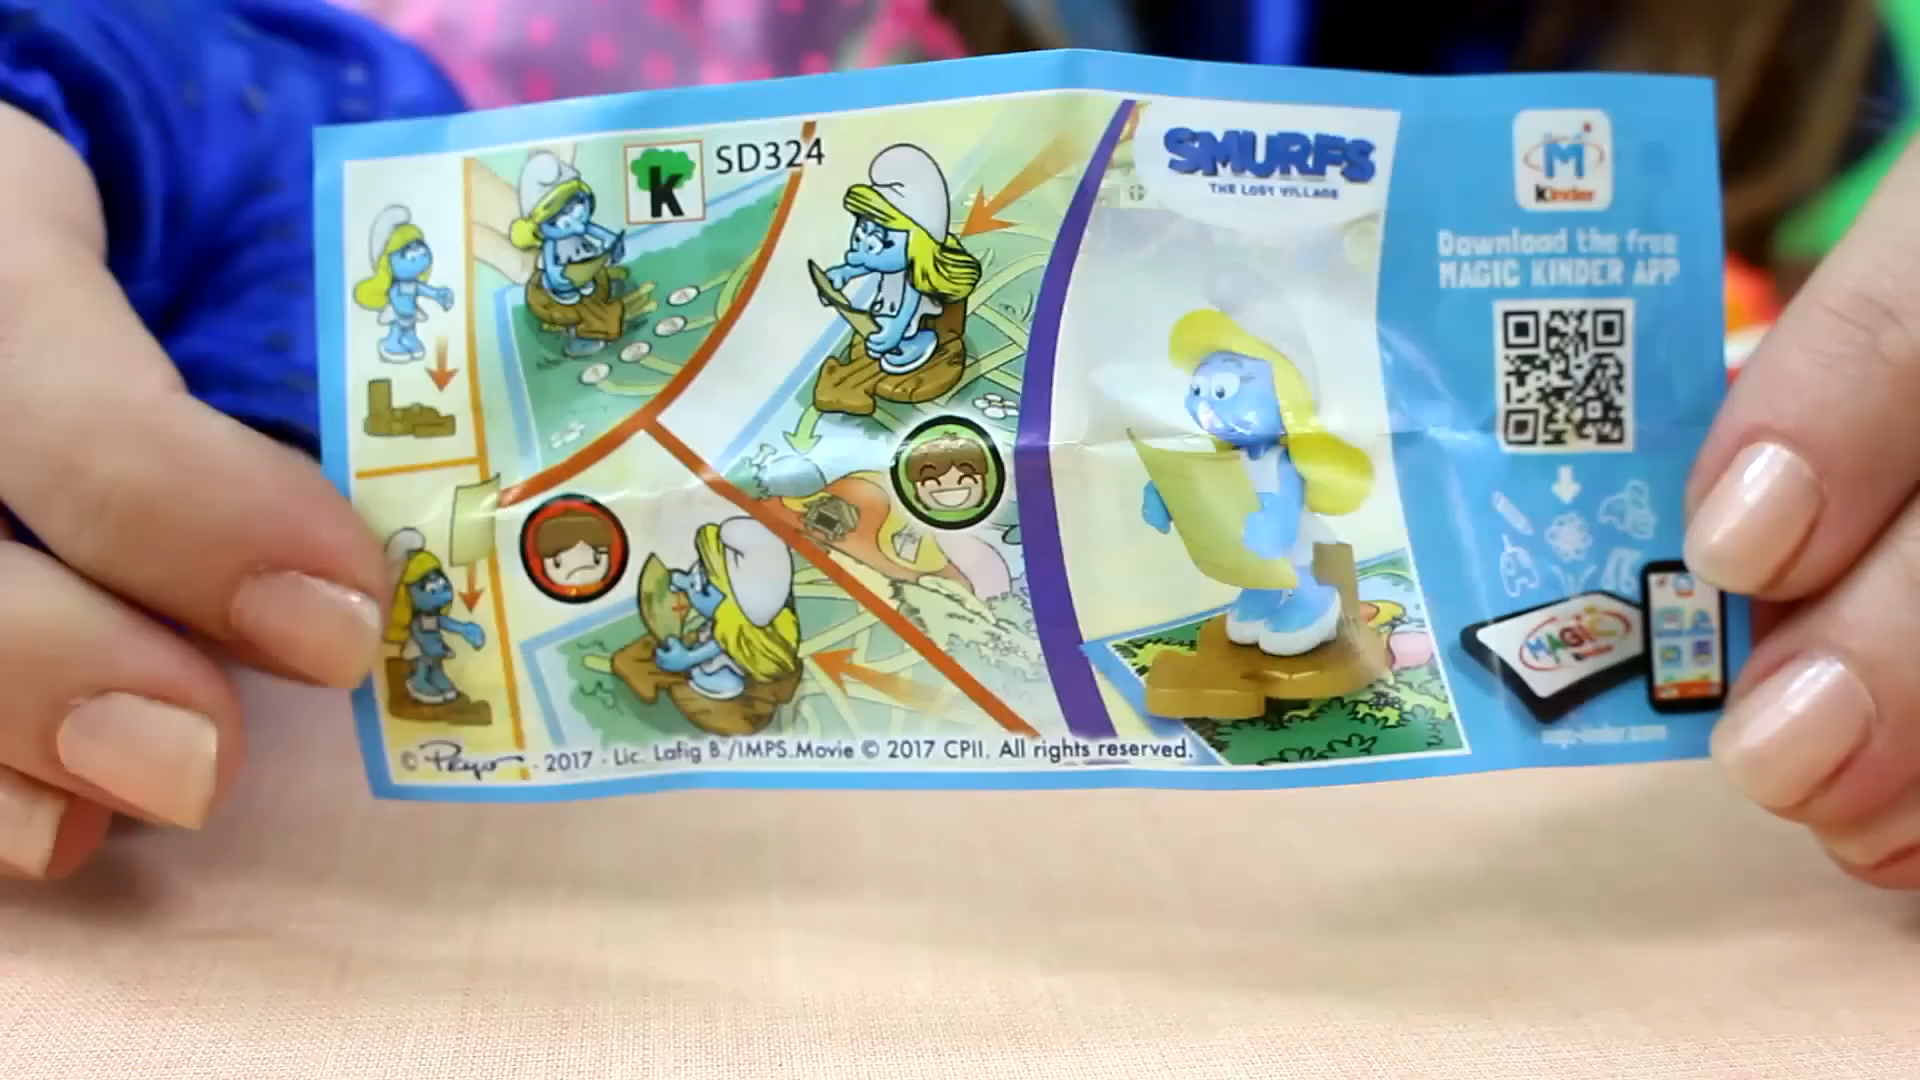 k
SD324
SMURFS
THE LOST VILLAGE
M
Kinder
Download the free
MAGIC KINDER APP
MAGIC
kinder
© Peyo - 2017 - Lic. Lafig B./IMPS.Movie © 2017 CPII. All rights reserved.